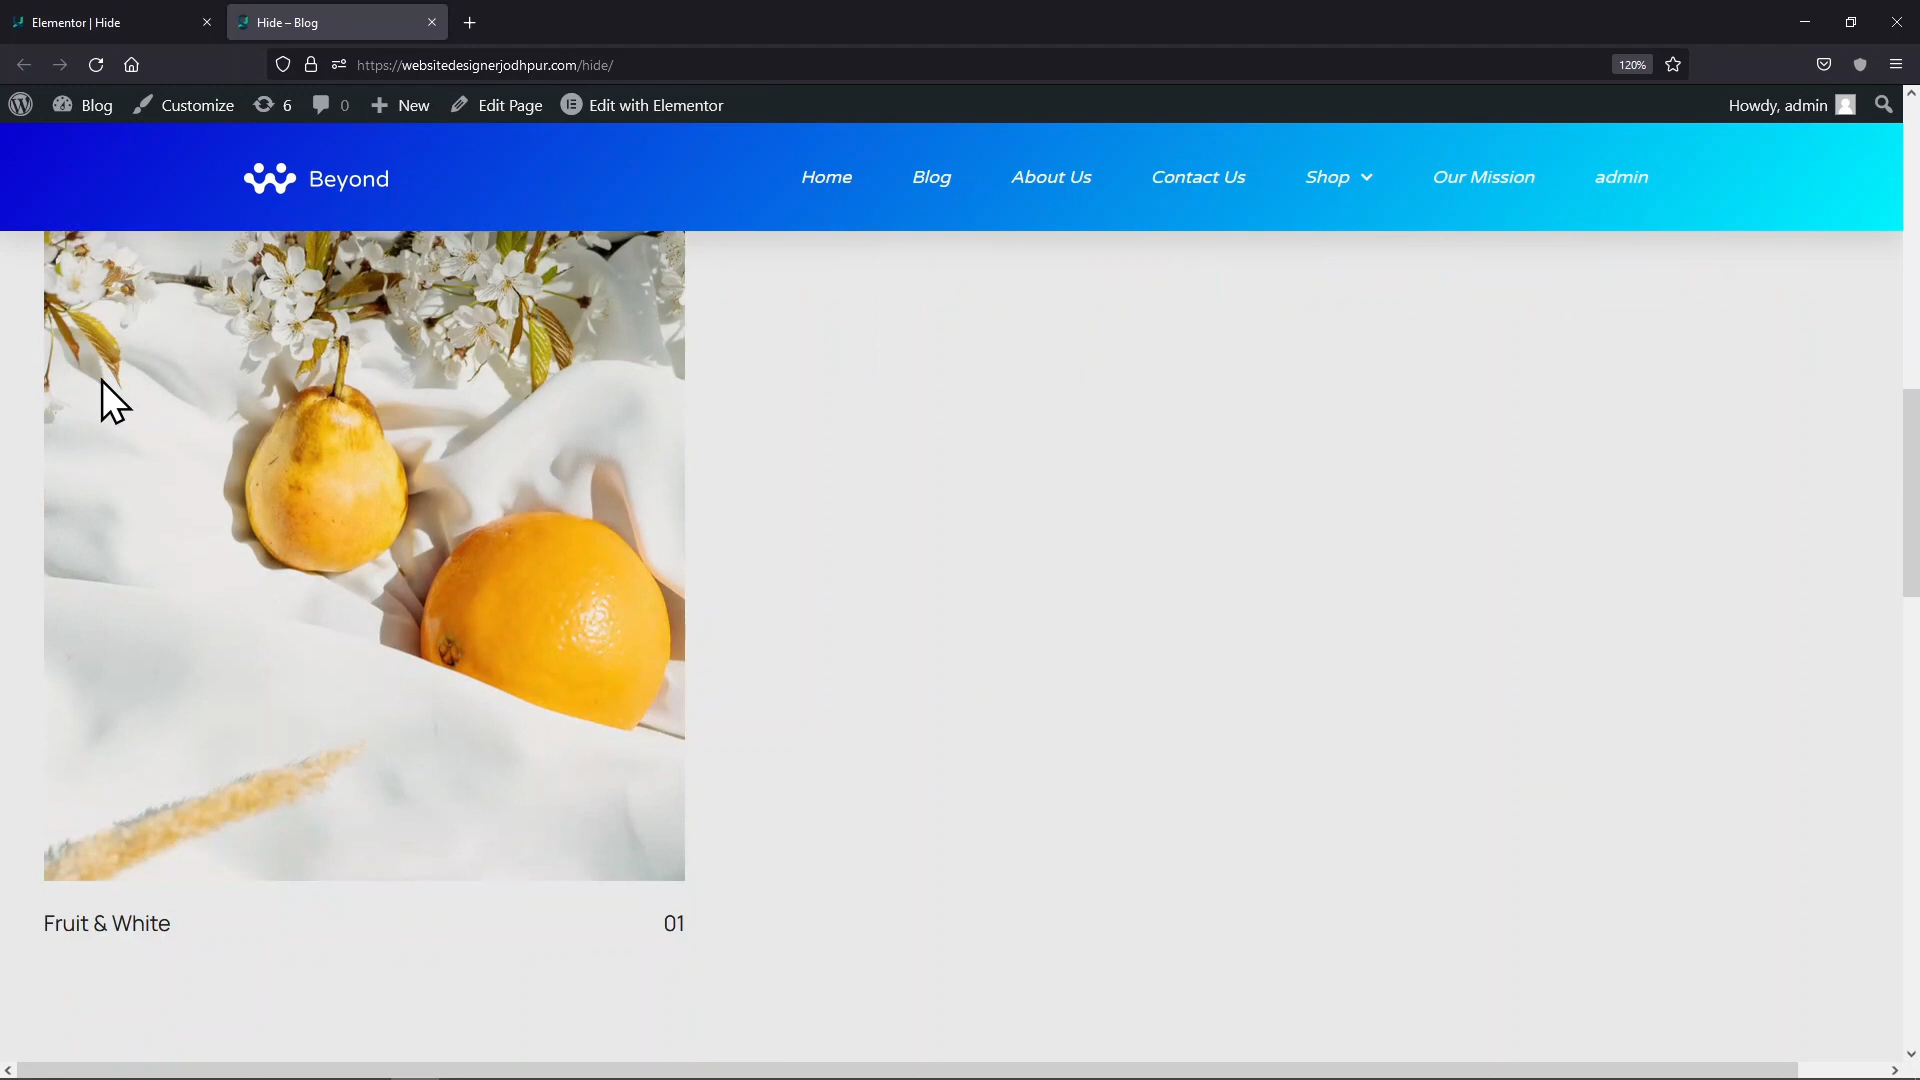 Elementor | Hide
Hide – Blog
https://websitedesignerjodhpur.com/hide/
120%
Blog
Customize
6
0
New
Edit Page
Edit with Elementor
Howdy, admin
Beyond
Home
Blog
About Us
Contact Us
Shop
Our Mission
admin
Fruit & White
01